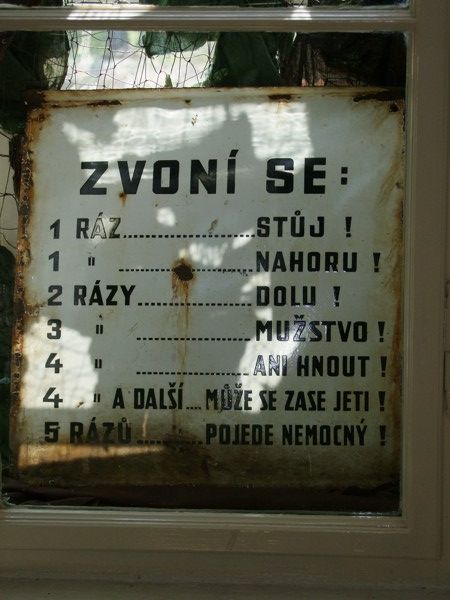 ZVONÍ SE:
1 RÁZ....................STŮJ !
1 " ....................NAHORU !
2 RÁZY.................DOLU !
3 " .................MUŽSTVO !
4 " .................ANI HNOUT !
4 " A DALŠÍ.... MŮŽE SE ZASE JETI !
5 RÁZŮ..........POJEDE NEMOCNÝ !